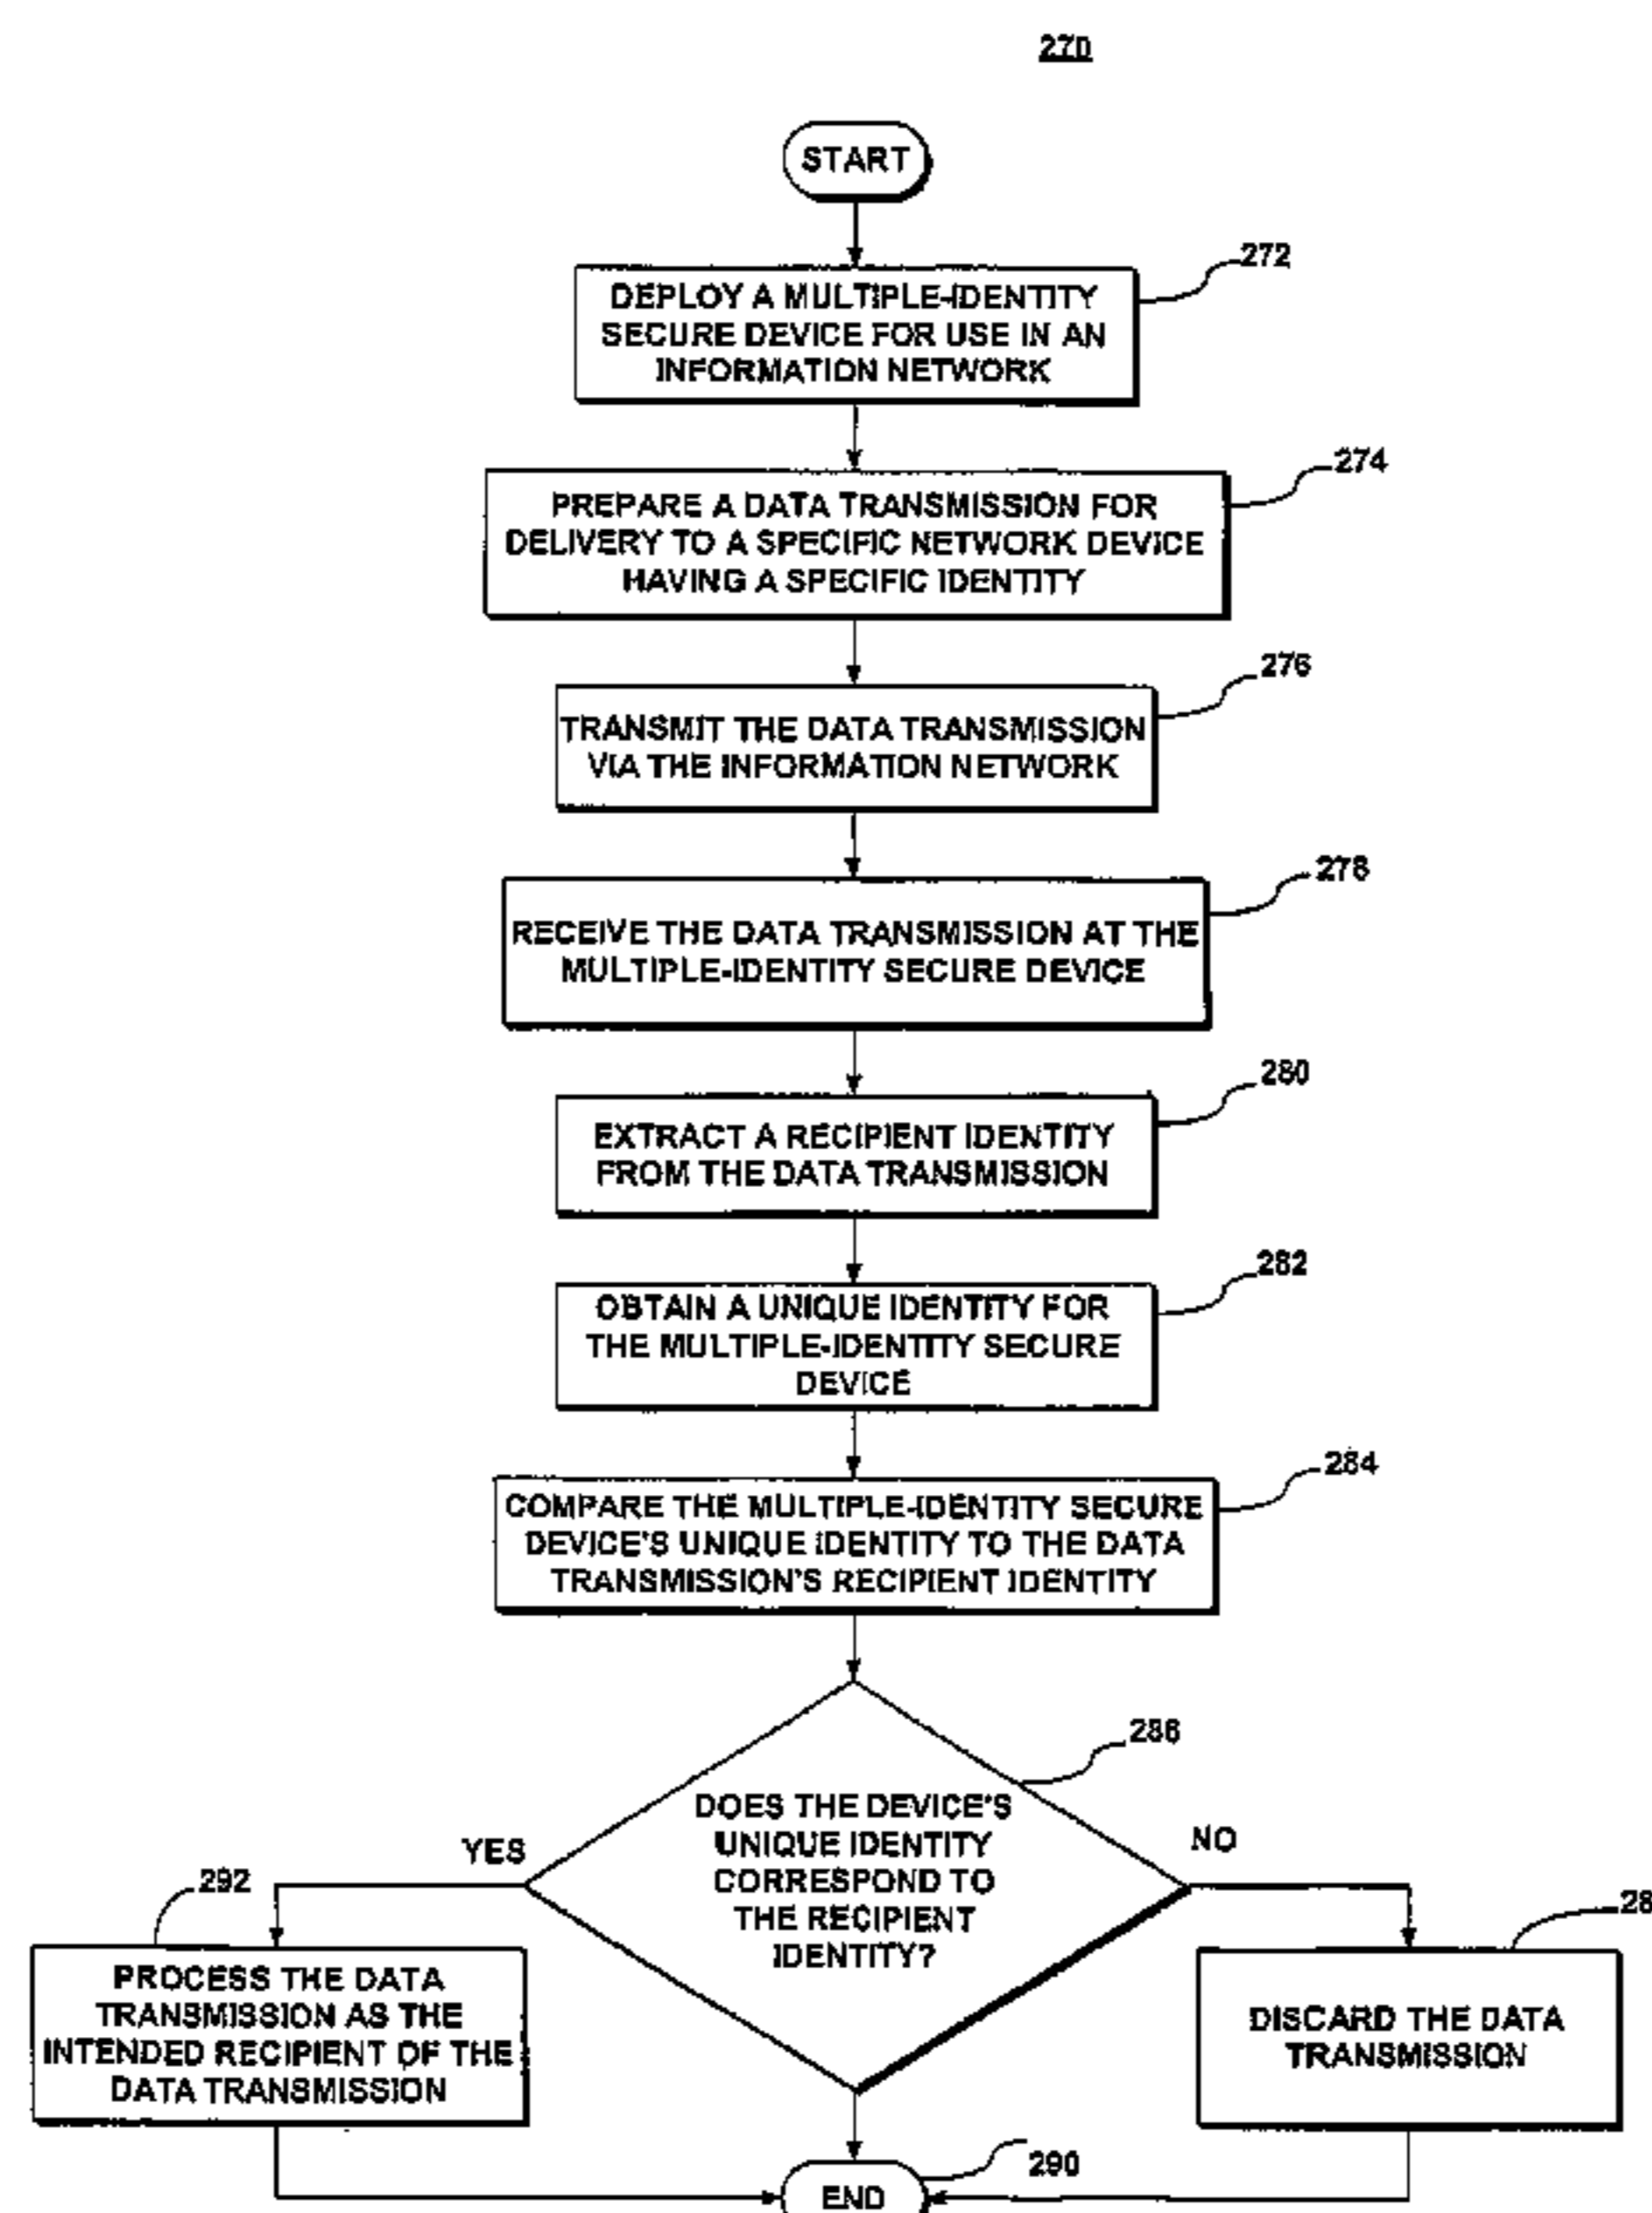 270
START
272
DEPLOY A MULTIPLE-IDENTITY
SECURE DEVICE FOR USE IN AN
INFORMATION NETWORK
274
PREPARE A DATA TRANSMISSION FOR
DELIVERY TO A SPECIFIC NETWORK DEVICE
HAVING A SPECIFIC IDENTITY
276
TRANSMIT THE DATA TRANSMISSION
VIA THE INFORMATION NETWORK
278
RECEIVE THE DATA TRANSMISSION AT THE
MULTIPLE-IDENTITY SECURE DEVICE
280
EXTRACT A RECIPIENT IDENTITY
FROM THE DATA TRANSMISSION
282
OBTAIN A UNIQUE IDENTITY FOR
THE MULTIPLE-IDENTITY SECURE
DEVICE
284
COMPARE THE MULTIPLE-IDENTITY SECURE
DEVICE'S UNIQUE IDENTITY TO THE DATA
TRANSMISSION'S RECIPIENT IDENTITY
286
DOES THE DEVICE'S
UNIQUE IDENTITY
CORRESPOND TO
THE RECIPIENT
IDENTITY?
YES
NO
292
PROCESS THE DATA
TRANSMISSION AS THE
INTENDED RECIPIENT OF THE
DATA TRANSMISSION
DISCARD THE DATA
TRANSMISSION
290
END